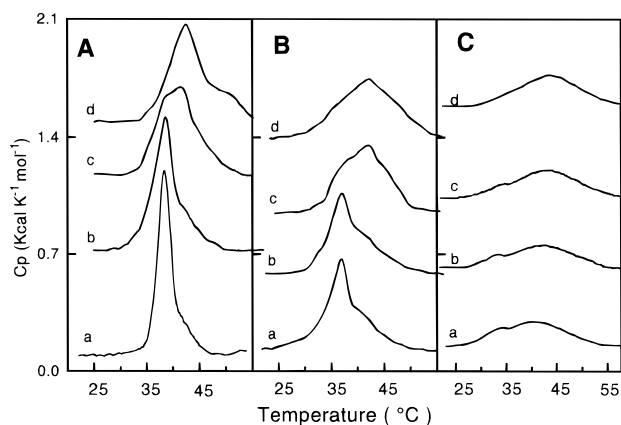 2.1
A
B
C
d
d
d
1.4
c
c
c
Cp (Kcal K⁻¹ mol⁻¹)
b
b
b
0.7
a
a
a
0.0
25 35 45 25 35 45 25 35 45 55
Temperature ( °C)